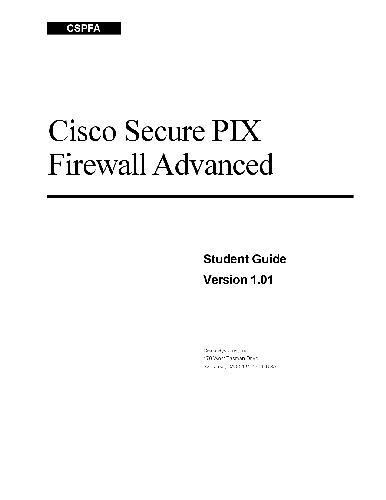 CSPFA
Cisco Secure PIX
Firewall Advanced
Student Guide
Version 1.01